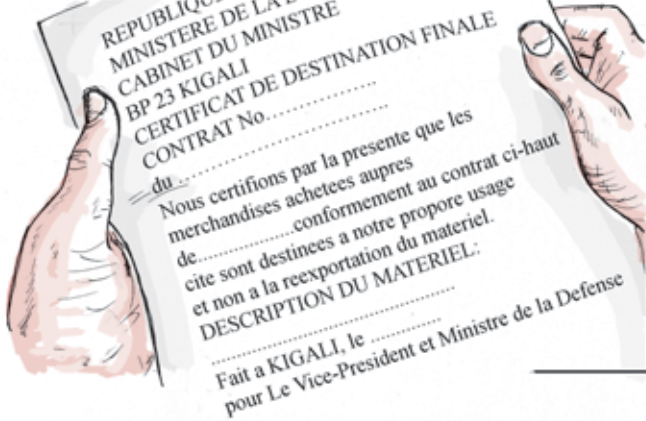 REPUBLIQUE
MINISTERE DE LA
CABINET DU MINISTRE
BP 23 KIGALI
CERTIFICAT DE DESTINATION FINALE
CONTRAT No.................
du ................................
Nous certifions par la presente que les
merchandises achetees aupres
de...................conformement au contrat ci-haut
cite sont destinees a notre propore usage
et non a la reexportation du materiel.
DESCRIPTION DU MATERIEL:
.............................................
Fait a KIGALI, le .............
pour Le Vice-President et Ministre de la Defense